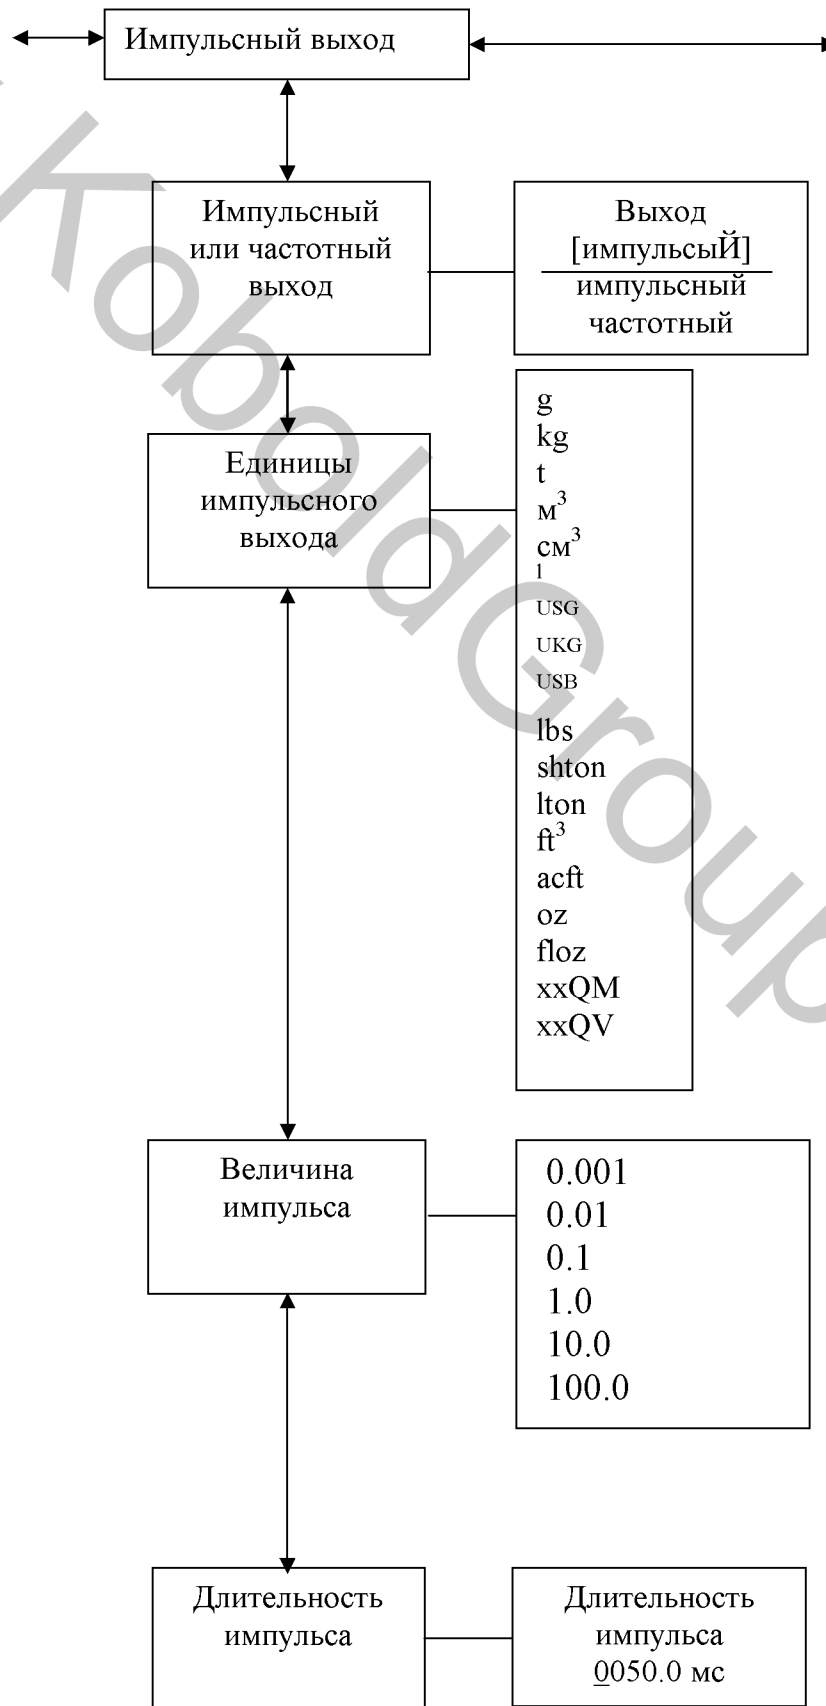 Импульсный выход
Импульсный
или частотный
выход
Выход
[импульсыЙ]
импульсный
частотный
Единицы
импульсного
выхода
g
kg
t
м³
см³
l
USG
UKG
USB
lbs
shton
lton
ft³
acft
oz
floz
xxQM
xxQV
Величина
импульса
0.001
0.01
0.1
1.0
10.0
100.0
Длительность
импульса
Длительность
импульса
0050.0 мс
KoboldGroup